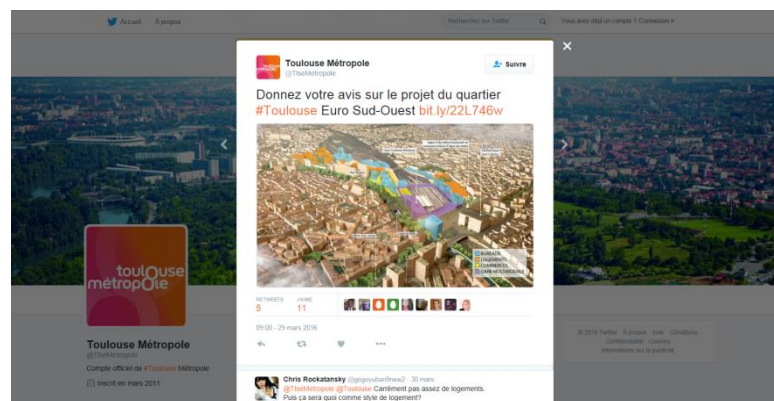 Accueil À propos
Recherchez sur Twitter
Vous avez déjà un compte ? Connexion
Toulouse Métropole
@TlseMetropole
Suivre
Donnez votre avis sur le projet du quartier
#Toulouse Euro Sud-Ouest bit.ly/22L746w
BUREAUX
LOGEMENTS
COMMERCES
GARE MULTIMODALE
RETWEETS J'AIME
5 11
09:00 - 29 mars 2016
toulouse
métropole
Toulouse Métropole
@TlseMetropole
Compte officiel de #Toulouse Métropole
Inscrit en mars 2011
© 2016 Twitter À propos Aide Conditions
Confidentialité Cookies
Informations sur la publicité
Chris Rockatansky @gogoyubari9new2 · 30 mars
@TlseMetropole @Toulouse Carrément pas assez de logements.
Puis ça sera quoi comme style de logement?